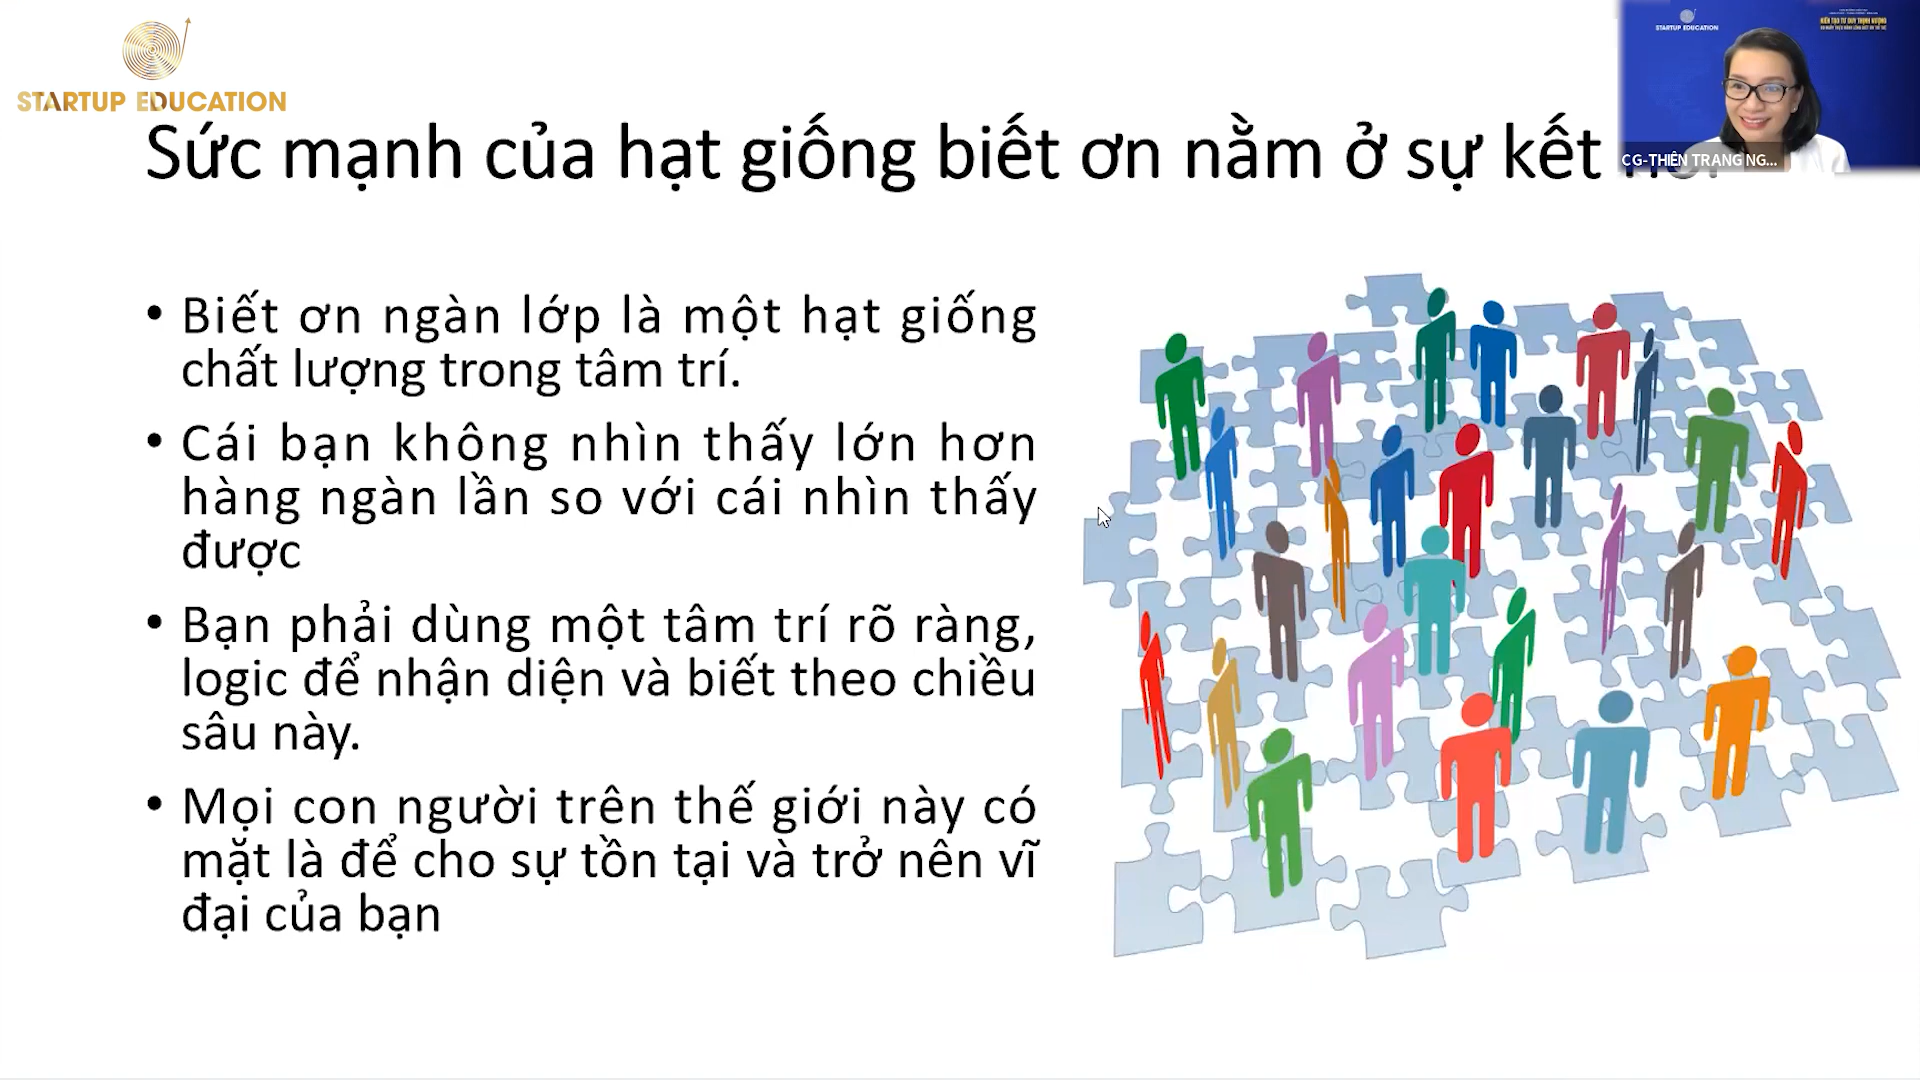 STARTUP EDUCATION
Sức mạnh của hạt giống biết ơn nằm ở sự kết
STARTUP EDUCATION
CG-THIÊN TRANG NG...
• Biết ơn ngàn lớp là một hạt giống
chất lượng trong tâm trí.
• Cái bạn không nhìn thấy lớn hơn
hàng ngàn lần so với cái nhìn thấy
được
• Bạn phải dùng một tâm trí rõ ràng,
logic để nhận diện và biết theo chiều
sâu này.
• Mọi con người trên thế giới này có
mặt là để cho sự tồn tại và trở nên vĩ
đại của bạn